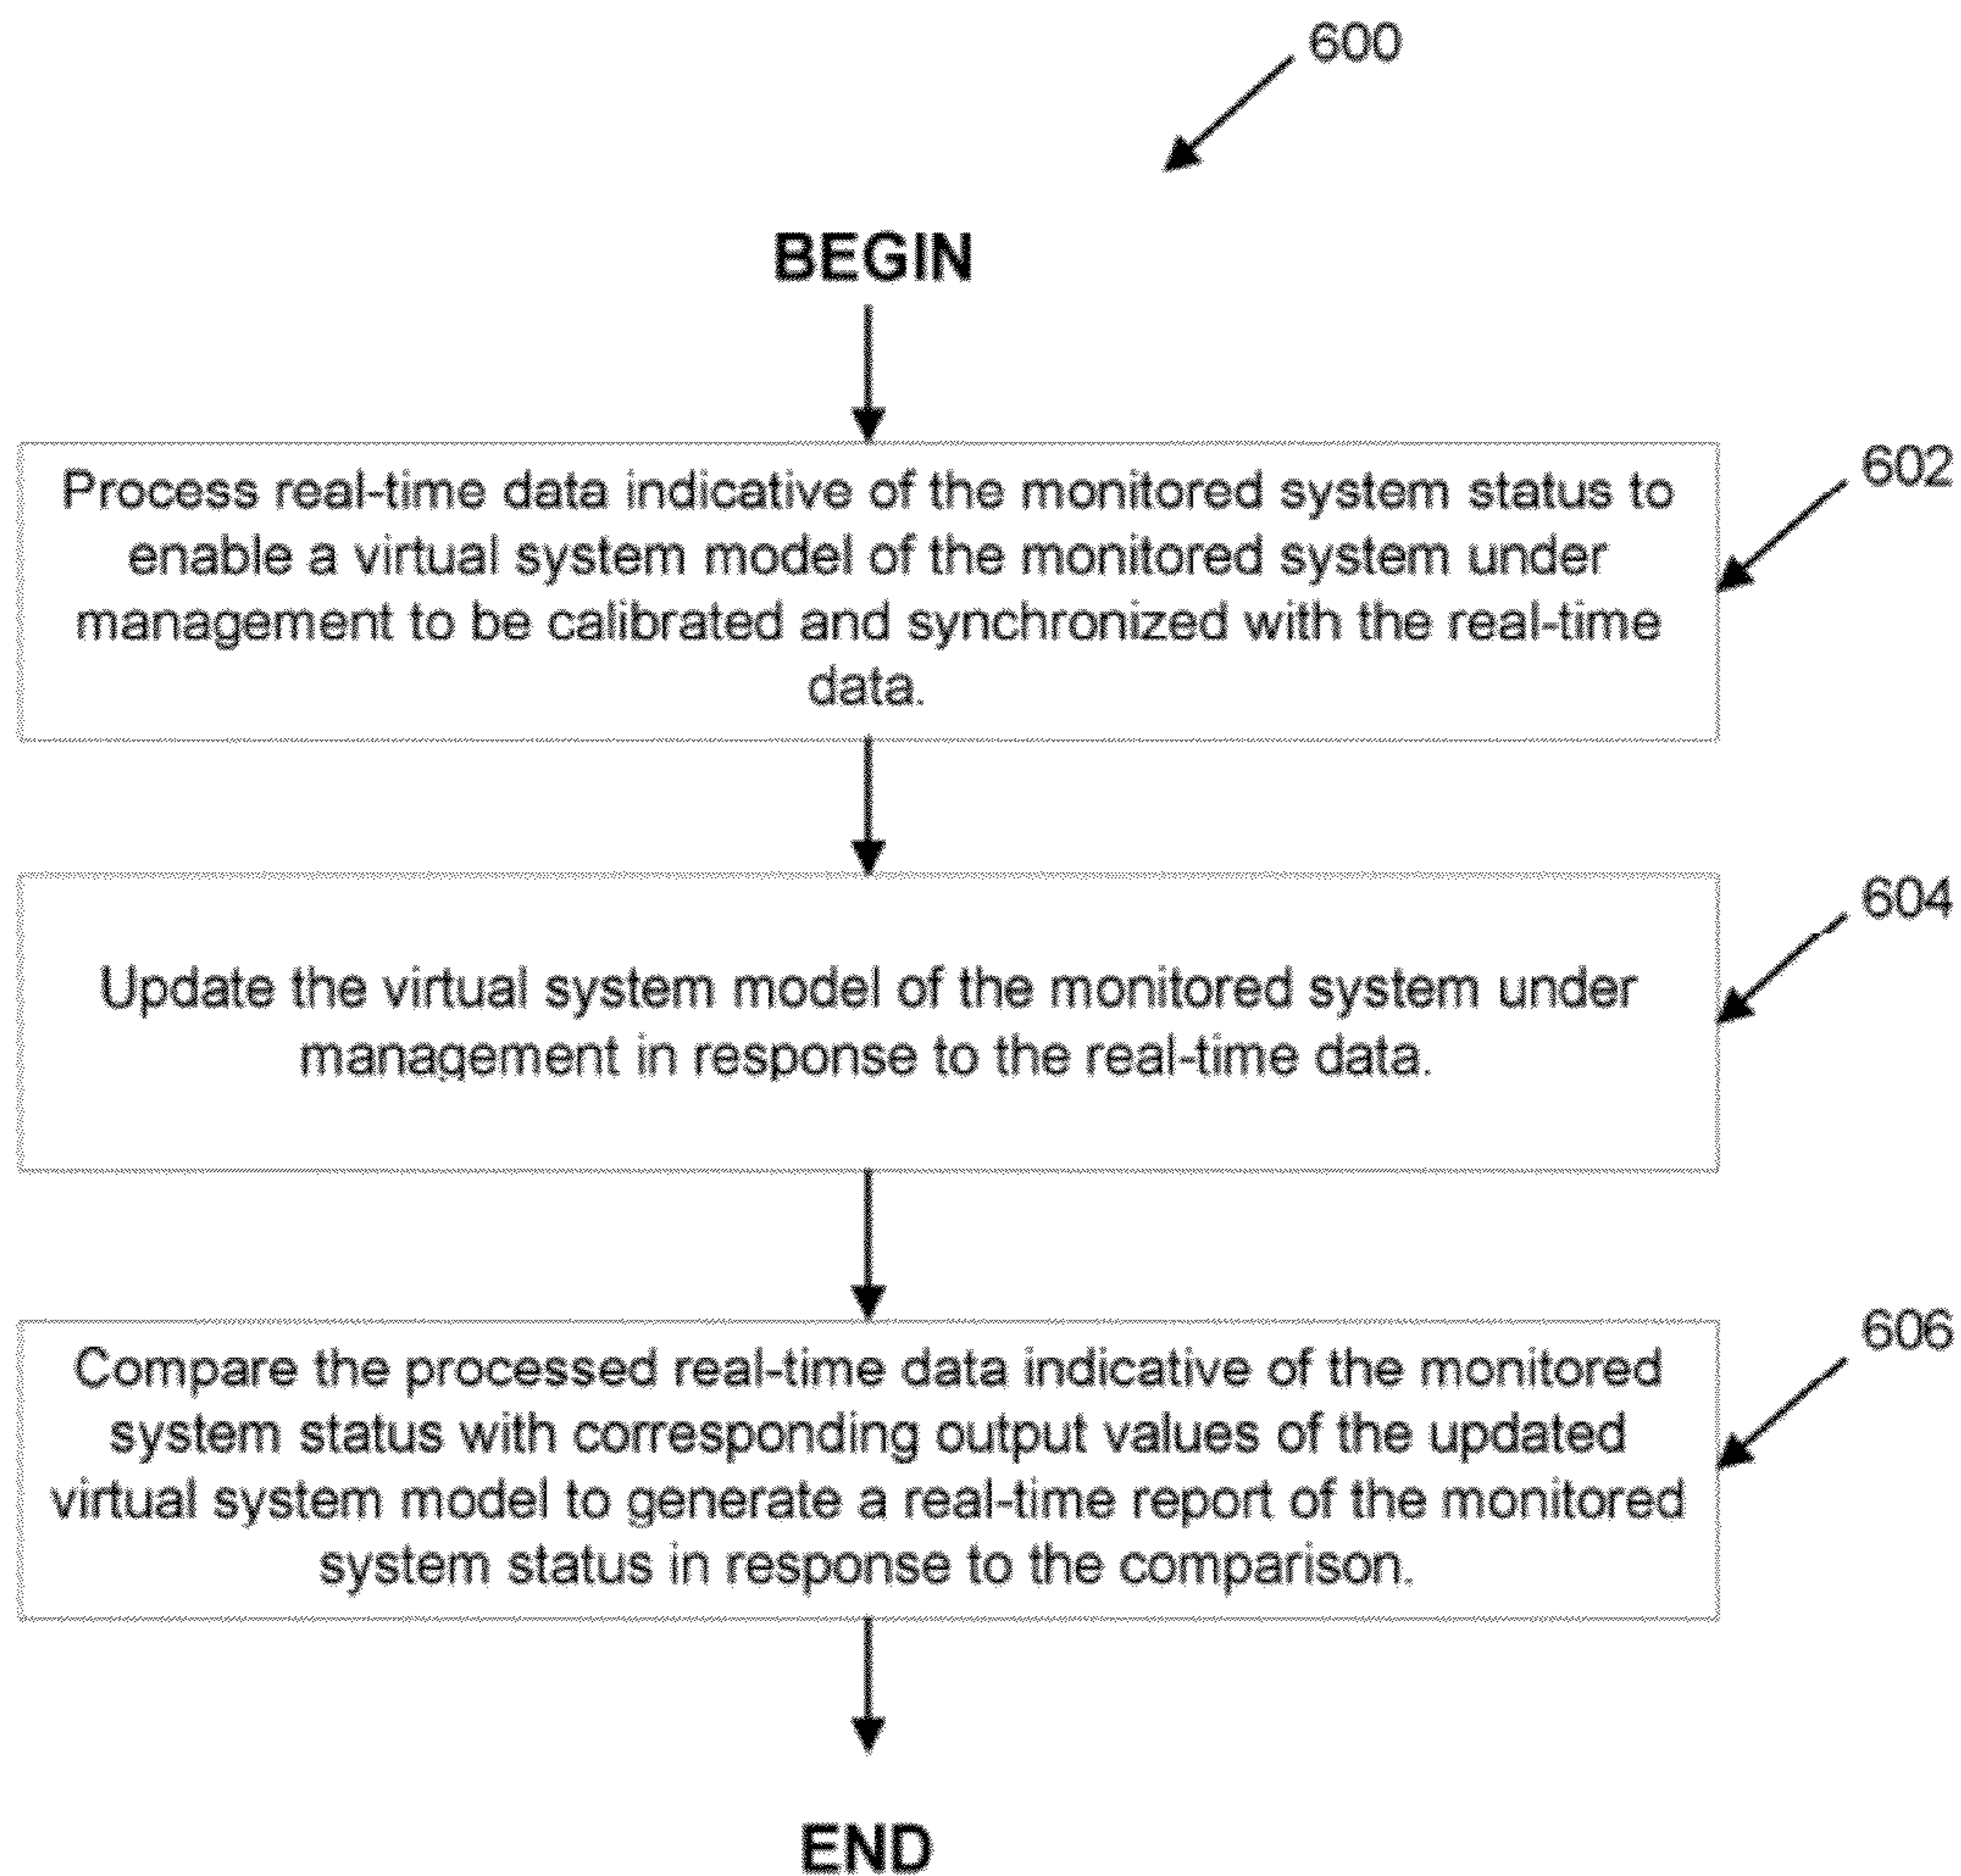 600
BEGIN
Process real-time data indicative of the monitored system status to
enable a virtual system model of the monitored system under
management to be calibrated and synchronized with the real-time
data.
602
Update the virtual system model of the monitored system under
management in response to the real-time data.
604
Compare the processed real-time data indicative of the monitored
system status with corresponding output values of the updated
virtual system model to generate a real-time report of the monitored
system status in response to the comparison.
606
END